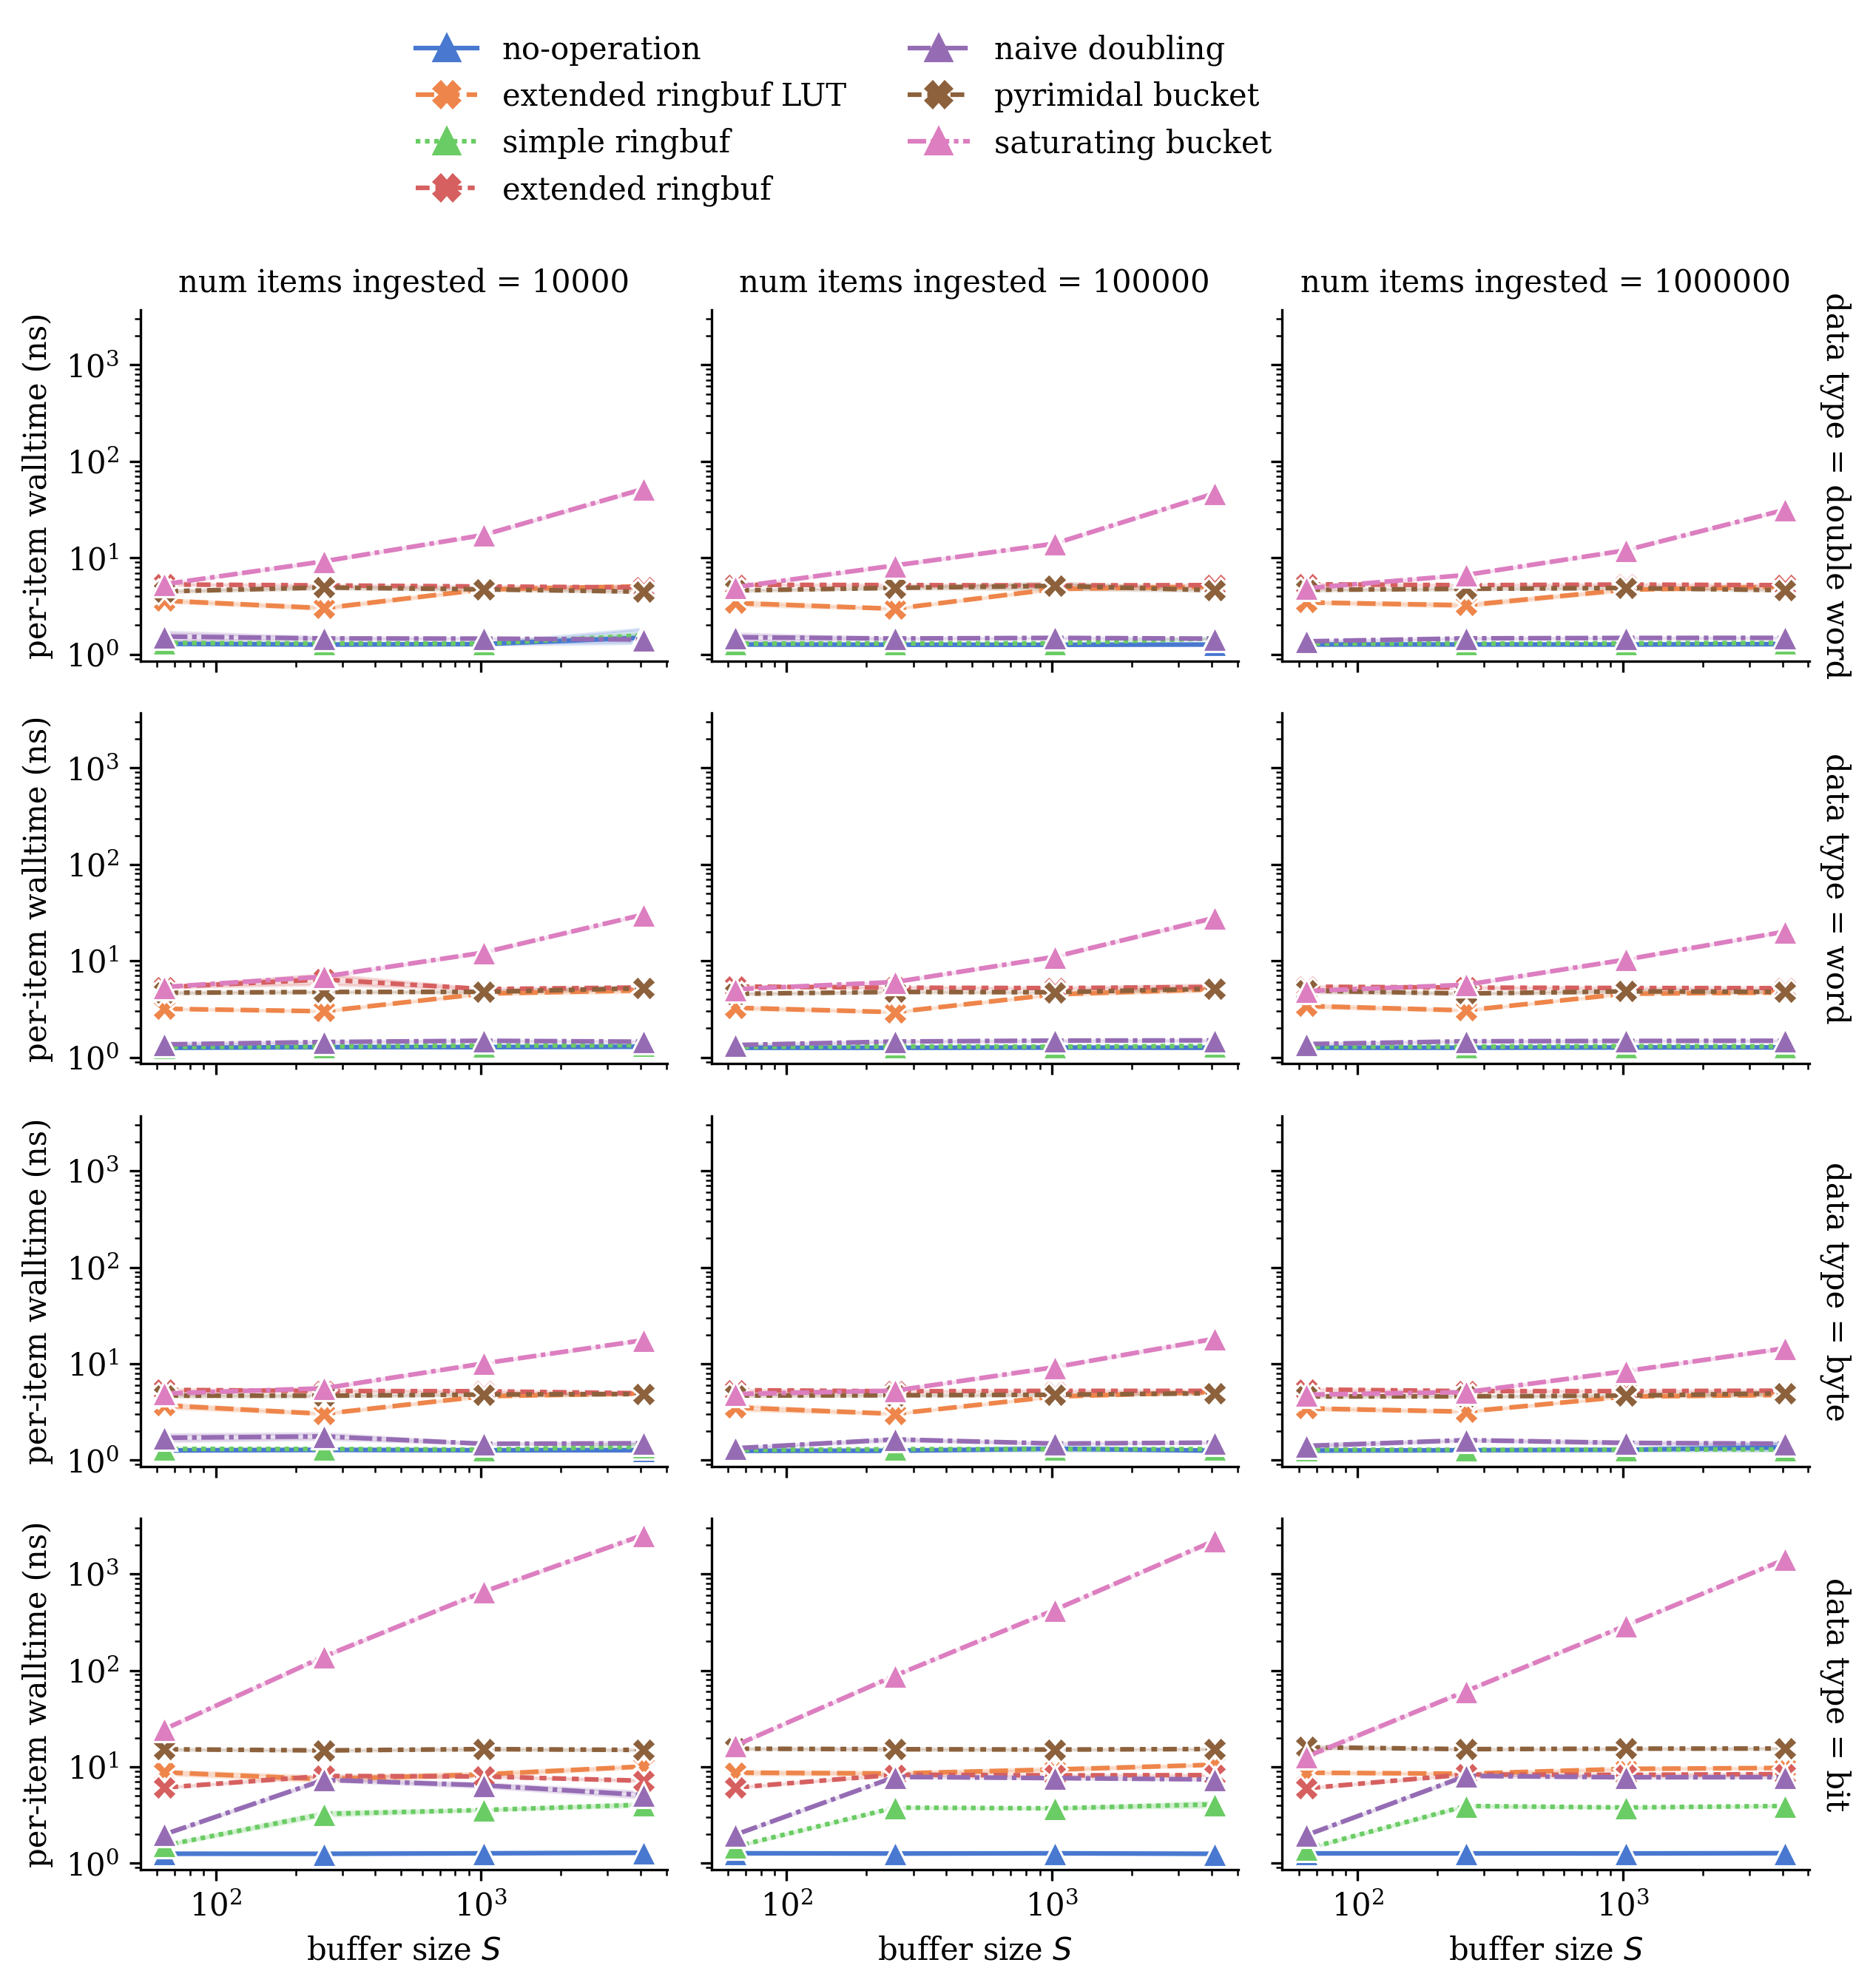 no-operation
extended ringbuf LUT
simple ringbuf
extended ringbuf
naive doubling
pyrimidal bucket
saturating bucket
num items ingested = 10000
num items ingested = 100000
num items ingested = 1000000
per-item walltime (ns)
10³
10²
10¹
10⁰
data type = double word
per-item walltime (ns)
10³
10²
10¹
10⁰
data type = word
per-item walltime (ns)
10³
10²
10¹
10⁰
data type = byte
per-item walltime (ns)
10³
10²
10¹
10⁰
data type = bit
10² 10³
10² 10³
10² 10³
buffer size S
buffer size S
buffer size S